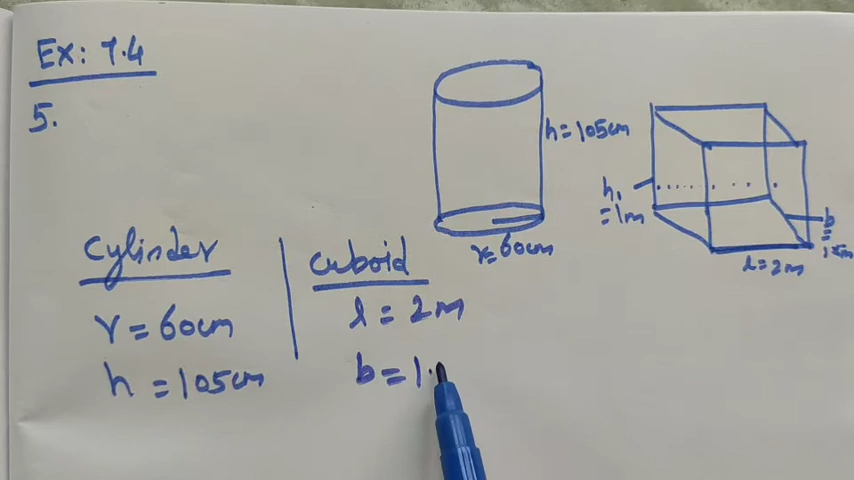 Ex: 7.4
5.
h = 105cm
r = 60cm
h₁
= 1m
b
=
1.5m
l = 2m
Cylinder
r = 60cm
h = 105cm
Cuboid
l = 2m
b = 1.